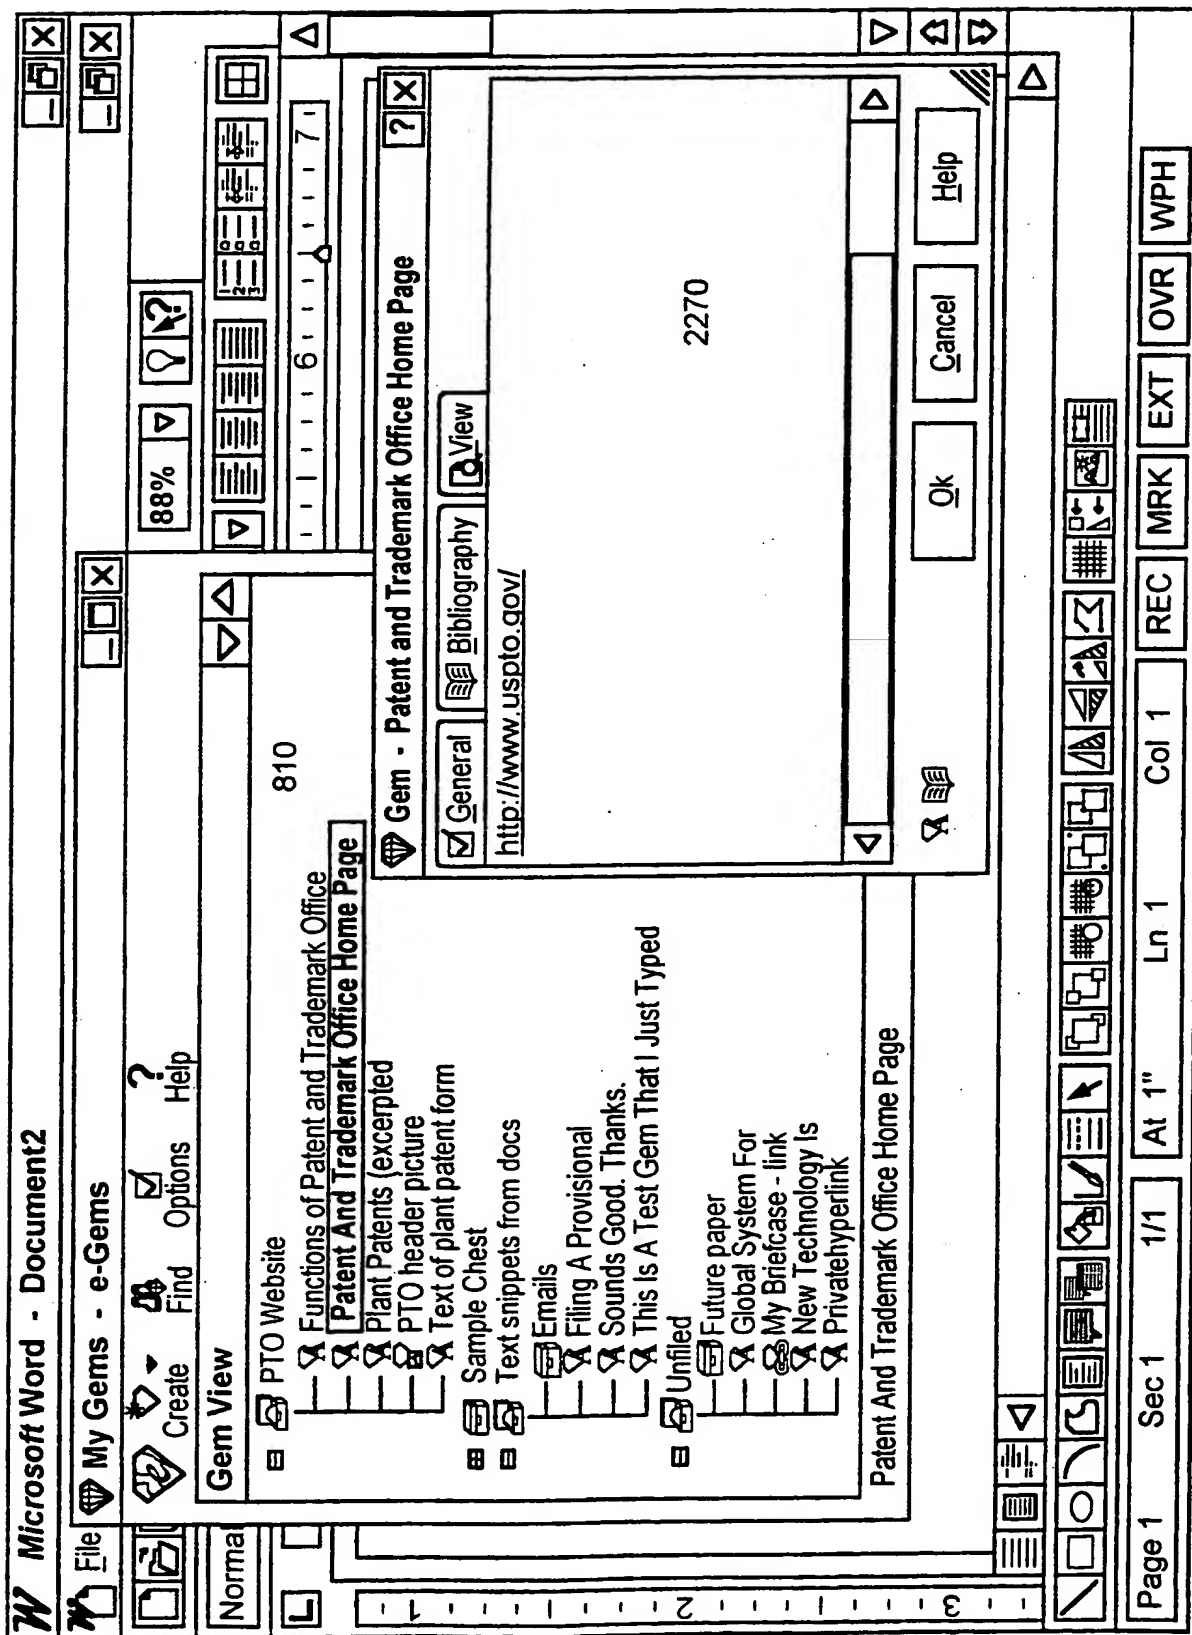 W Microsoft Word - Document2
File
My Gems - e-Gems
Create
Find
Options
? Help
88%
?
Normal
Gem View
6
7
PTO Website
810
Functions of Patent and Trademark Office
Patent And Trademark Office Home Page
Plant Patents (excerpted
PTO header picture
Text of plant patent form
Sample Chest
Text snippets from docs
Emails
Filing A Provisional
Sounds Good. Thanks.
This Is A Test Gem That I Just Typed
Unfiled
Future paper
Global System For
My Briefcase - link
New Technology Is
Privatehyperlink
Patent And Trademark Office Home Page
Gem - Patent and Trademark Office Home Page
?
General
Bibliography
View
http://www.uspto.gov/
2270
Ok
Cancel
Help
1
2
3
Page 1 Sec 1 1/1 At 1" Ln 1 Col 1 REC MRK EXT OVR WPH